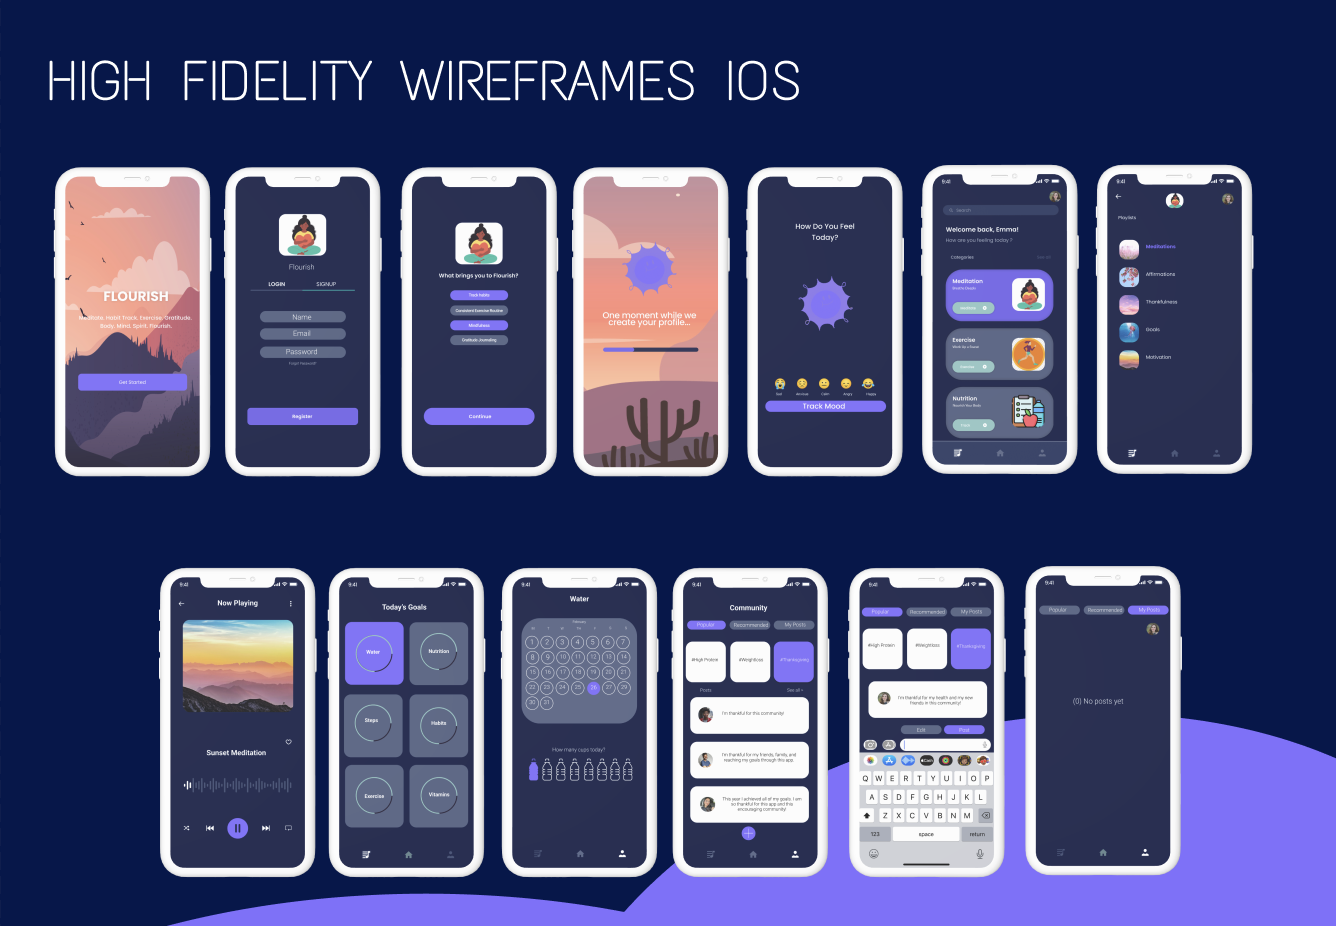 HIGH FIDELITY WIREFRAMES IOS
FLOURISH
Meditate. Habit Track. Exercise. Gratitude.
Body. Mind. Spirit. Flourish.
Get Started
Flourish
LOGIN SIGNUP
Name
Email
Password
Forgot Password?
Register
What brings you to Flourish?
Track habits
Consistent Exercise Routine
Mindfulness
Gratitude Journaling
Continue
One moment while we
create your profile...
How Do You Feel
Today?
Sad Calm Angry Happy
Track Mood
9:41
Search
Welcome back, Emma!
How are you feeling today ?
Categories
Meditation
Meditate
Exercise
Exercise
Nutrition
Nourish Your Body
9:41
Playlists
Meditations
Affirmations
Thankfulness
Goals
Motivation
9:41
Now Playing
Sunset Meditation
9:41
Today's Goals
Water
Nutrition
Steps
Habits
Exercise
Vitamins
9:41
Water
February
1 2 3 4 5 6 7
8 9 10 11 12 13 14
15 16 17 18 19 20 21
22 23 24 25 26 27 29
30 31
How many cups today?
9:41
Community
Popular Recommended My Posts
#High Protein #Weightloss #Thanksgiving
Posts See all
I'm thankful for this community!
I'm thankful for my friends, family, and
reaching my goals through this app.
This year I achieved all of my goals. I am
so thankful for this app and this
encouraging community!
9:41
Popular Recommended My Posts
#High Protein #Weightloss #Thanksgiving
I'm thankful for my health and my new
friends in this community!
Edit Post
Cash
Q W E R T Y U I O P
A S D F G H J K L
Z X C V B N M
123 space return
9:41
Popular Recommended My Posts
(0) No posts yet